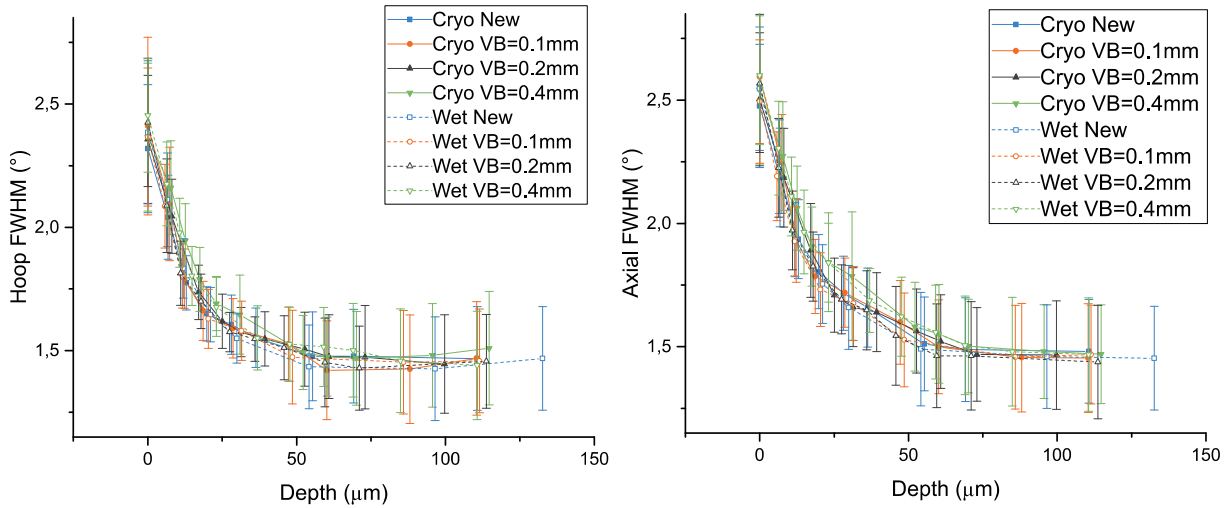 Hoop FWHM (°)
2,5
2,0
1,5
0
50
100
150
Depth (μm)
Cryo New
Cryo VB=0.1mm
Cryo VB=0.2mm
Cryo VB=0.4mm
Wet New
Wet VB=0.1mm
Wet VB=0.2mm
Wet VB=0.4mm
Axial FWHM (°)
2,5
2,0
1,5
0
50
100
150
Depth (μm)
Cryo New
Cryo VB=0.1mm
Cryo VB=0.2mm
Cryo VB=0.4mm
Wet New
Wet VB=0.1mm
Wet VB=0.2mm
Wet VB=0.4mm